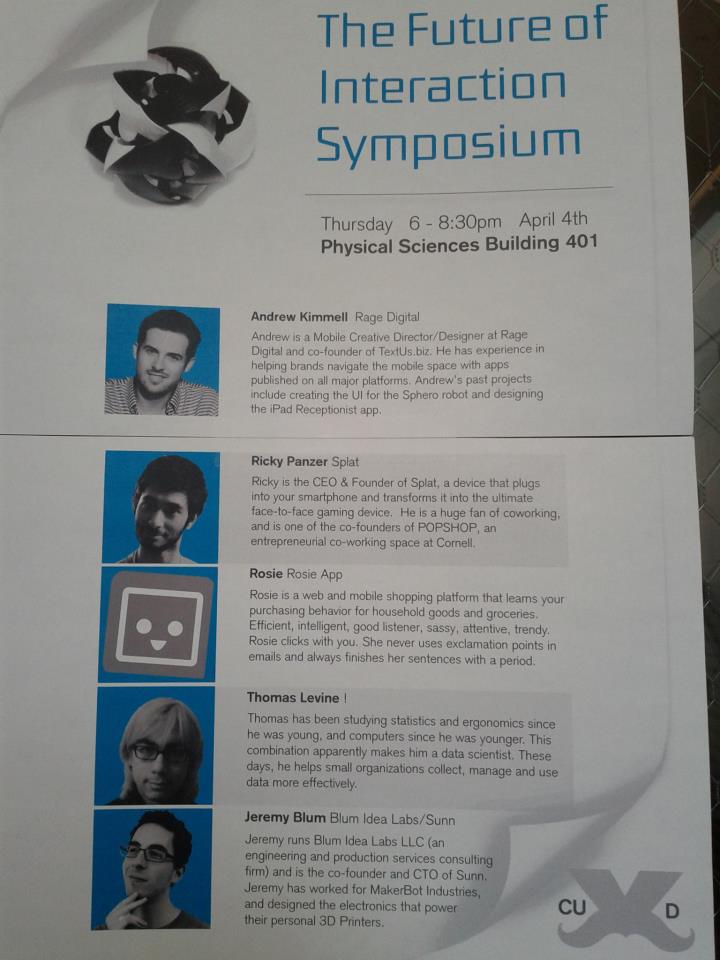 The Future of
Interaction
Symposium
Thursday 6 - 8:30pm April 4th
Physical Sciences Building 401
Andrew Kimmell Rage Digital
Andrew is a Mobile Creative Director/Designer at Rage
Digital and co-founder of TextUs.biz. He has experience in
helping brands navigate the mobile space with apps
published on all major platforms. Andrew's past projects
include creating the UI for the Sphero robot and designing
the iPad Receptionist app.
Ricky Panzer Splat
Ricky is the CEO & Founder of Splat, a device that plugs
into your smartphone and transforms it into the ultimate
face-to-face gaming device. He is a huge fan of coworking,
and is one of the co-founders of POPSHOP, an
entrepreneurial co-working space at Cornell.
Rosie Rosie App
Rosie is a web and mobile shopping platform that learns your
purchasing behavior for household goods and groceries.
Efficient, intelligent, good listener, sassy, attentive, trendy.
Rosie clicks with you. She never uses exclamation points in
emails and always finishes her sentences with a period.
Thomas Levine !
Thomas has been studying statistics and ergonomics since
he was young, and computers since he was younger. This
combination apparently makes him a data scientist. These
days, he helps small organizations collect, manage and use
data more effectively.
Jeremy Blum Blum Idea Labs/Sunn
Jeremy runs Blum Idea Labs LLC (an
engineering and production services consulting
firm) and is the co-founder and CTO of Sunn.
Jeremy has worked for MakerBot Industries,
and designed the electronics that power
their personal 3D Printers.
CU X D